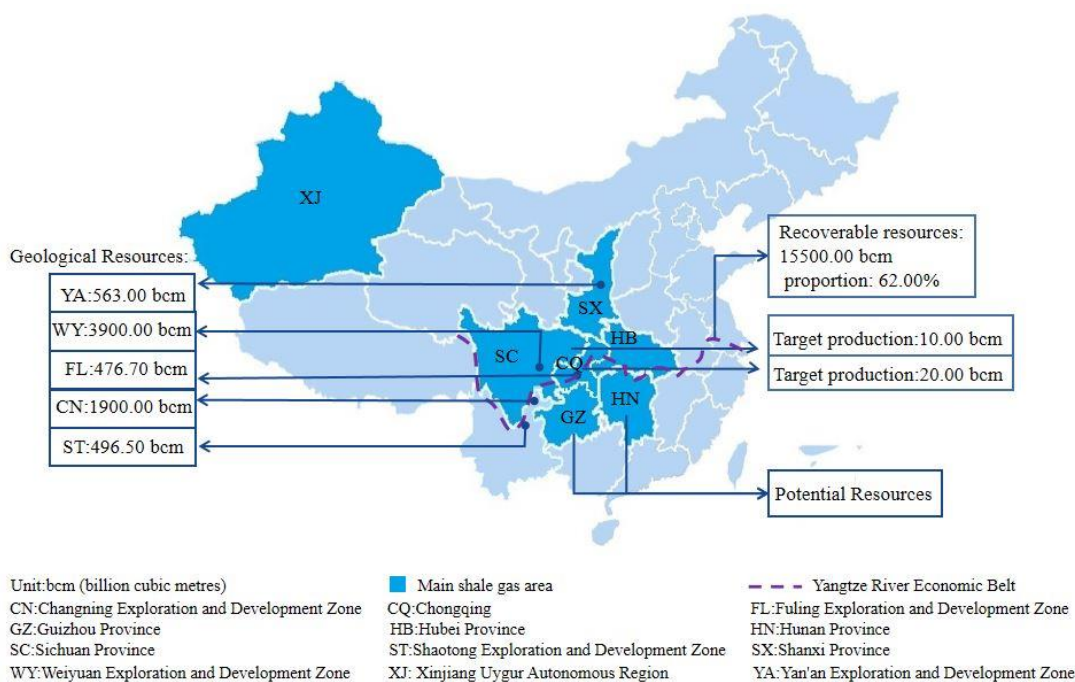 XJ
Geological Resources:
YA:563.00 bcm
WY:3900.00 bcm
FL:476.70 bcm
CN:1900.00 bcm
ST:496.50 bcm
SX
HB
SC
CQ
HN
GZ
Recoverable resources:
15500.00 bcm
proportion: 62.00%
Target production:10.00 bcm
Target production:20.00 bcm
Potential Resources
Unit:bcm (billion cubic metres)
Main shale gas area
Yangtze River Economic Belt
CN:Changning Exploration and Development Zone
CQ:Chongqing
FL:Fuling Exploration and Development Zone
GZ:Guizhou Province
HB:Hubei Province
HN:Hunan Province
SC:Sichuan Province
ST:Shaotong Exploration and Development Zone
SX:Shanxi Province
WY:Weiyuan Exploration and Development Zone
XJ: Xinjiang Uygur Autonomous Region
YA:Yan'an Exploration and Development Zone